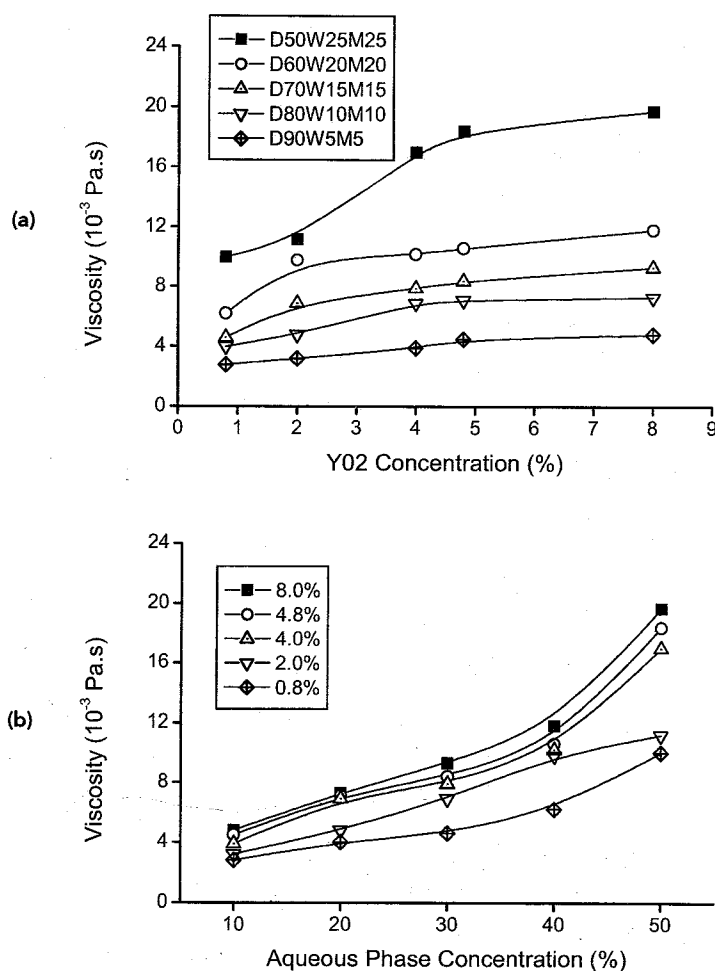 (a)
Viscosity (10⁻³ Pa.s)
24
20
16
12
8
4
0
D50W25M25
D60W20M20
D70W15M15
D80W10M10
D90W5M5
0 1 2 3 4 5 6 7 8 9
Y02 Concentration (%)
(b)
Viscosity (10⁻³ Pa.s)
24
20
16
12
8
4
0
8.0%
4.8%
4.0%
2.0%
0.8%
10 20 30 40 50
Aqueous Phase Concentration (%)